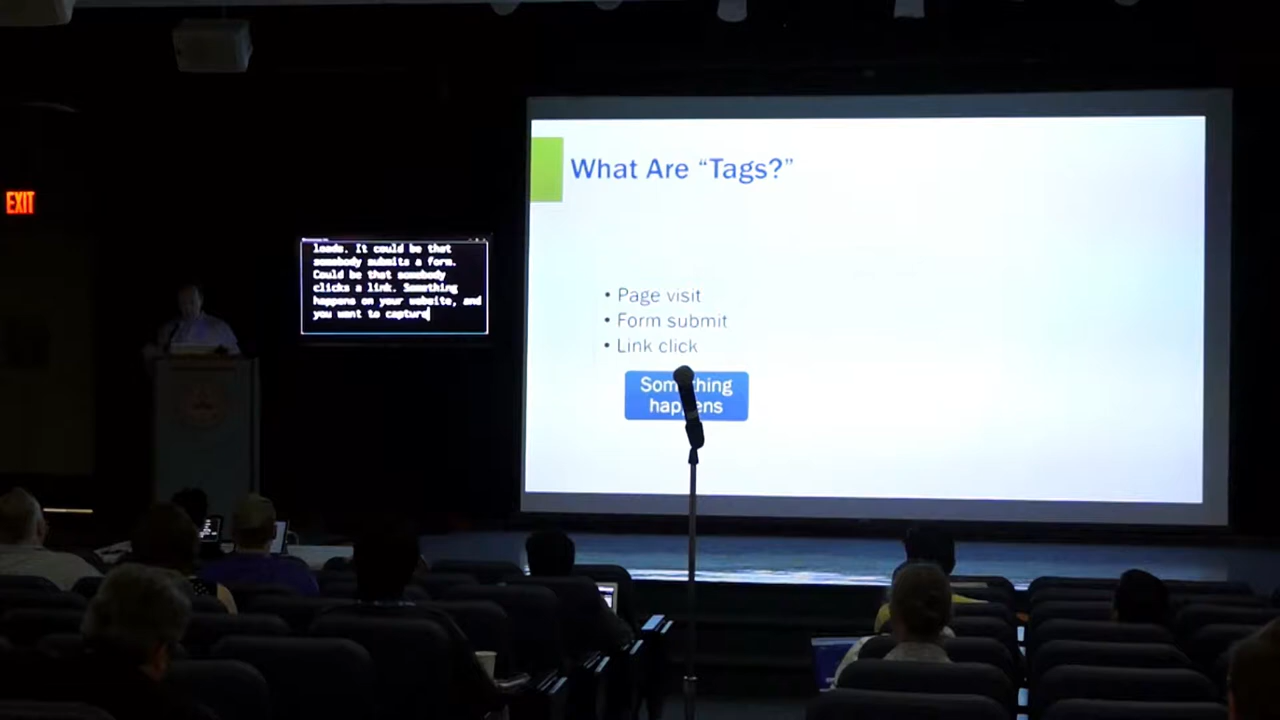 EXIT
loads. It could be that
somebody submits a form.
Could be that somebody
clicks a link. Something
happens on your website, and
you want to capture
What Are “Tags?”
• Page visit
• Form submit
• Link click
Something
happens